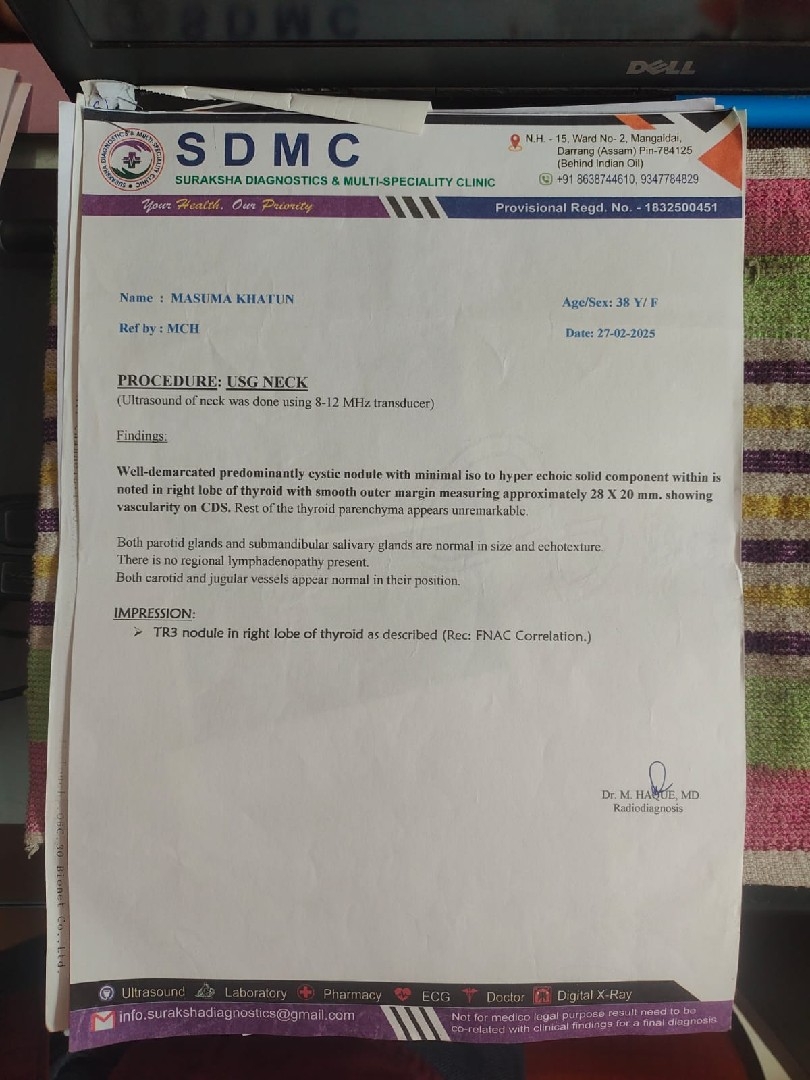 DELL
SURAKSHA DIAGNOSTICS & MULTI-SPECIALITY CLINIC
SDMC
SURAKSHA DIAGNOSTICS & MULTI-SPECIALITY CLINIC
N.H. - 15, Ward No- 2, Mangaldai,
Darrang (Assam) Pin-784125
(Behind Indian Oil)
+91 8638744610, 9347784829
Your Health, Our Priority
Provisional Regd. No. - 1832500451
Name : MASUMA KHATUN
Age/Sex: 38 Y/ F
Ref by : MCH
Date: 27-02-2025
PROCEDURE: USG NECK
(Ultrasound of neck was done using 8-12 MHz transducer)
Findings:
Well-demarcated predominantly cystic nodule with minimal iso to hyper echoic solid component within is
noted in right lobe of thyroid with smooth outer margin measuring approximately 28 X 20 mm. showing
vascularity on CDS. Rest of the thyroid parenchyma appears unremarkable.
Both parotid glands and submandibular salivary glands are normal in size and echotexture.
There is no regional lymphadenopathy present.
Both carotid and jugular vessels appear normal in their position.
IMPRESSION:
➢ TR3 nodule in right lobe of thyroid as described (Rec: FNAC Correlation.)
Dr. M. HAQUE, MD
Radiodiagnosis
Ultrasound Laboratory Pharmacy ECG Doctor Digital X-Ray
info.surakshadiagnostics@gmail.com
Not for medico legal purpose result need to be
co-related with clinical findings for a final diagnosis